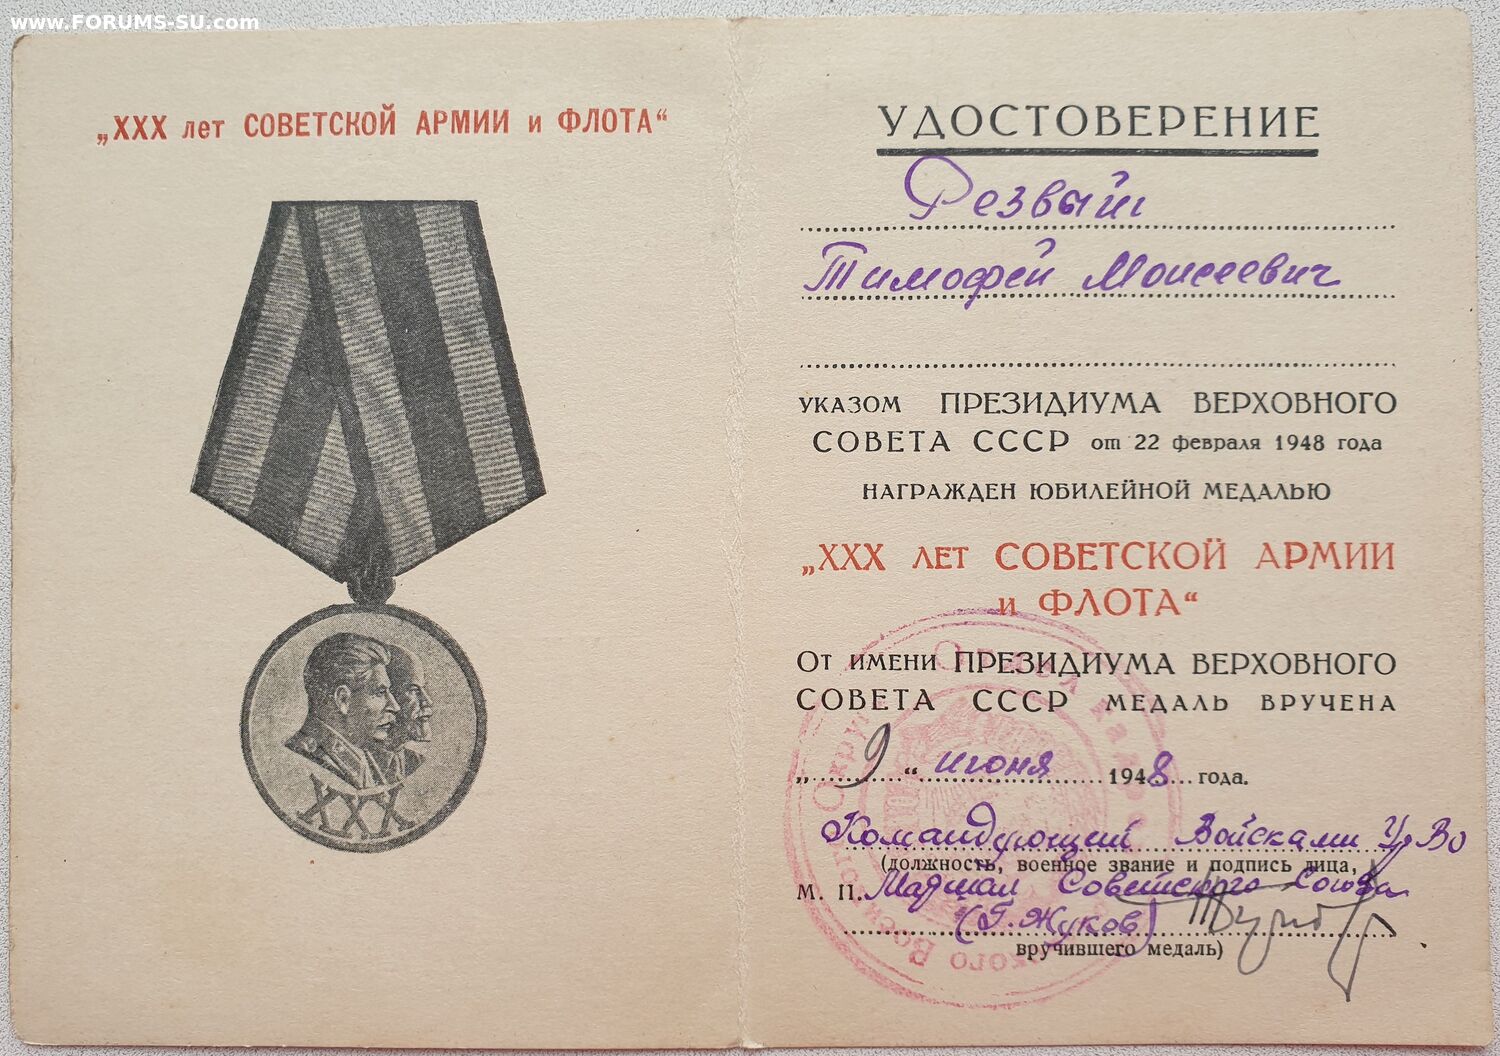 www.FORUMS-SU.com
„XXX лет СОВЕТСКОЙ АРМИИ и ФЛОТА“
XXX
УДОСТОВЕРЕНИЕ
Резвый
Тимофей Моисеевич
УКАЗОМ ПРЕЗИДИУМА ВЕРХОВНОГО
СОВЕТА СССР от 22 февраля 1948 года
НАГРАЖДЕН ЮБИЛЕЙНОЙ МЕДАЛЬЮ
„XXX ЛЕТ СОВЕТСКОЙ АРМИИ
и ФЛОТА“
ОТ ИМЕНИ ПРЕЗИДИУМА ВЕРХОВНОГО
СОВЕТА СССР МЕДАЛЬ ВРУЧЕНА
„9“ июня 1948 года.
Командующий Войсками УрВо
(должность, военное звание и подпись лица,
М. П. Маршал Советского Союза
(Г. Жуков)
вручившего медаль)